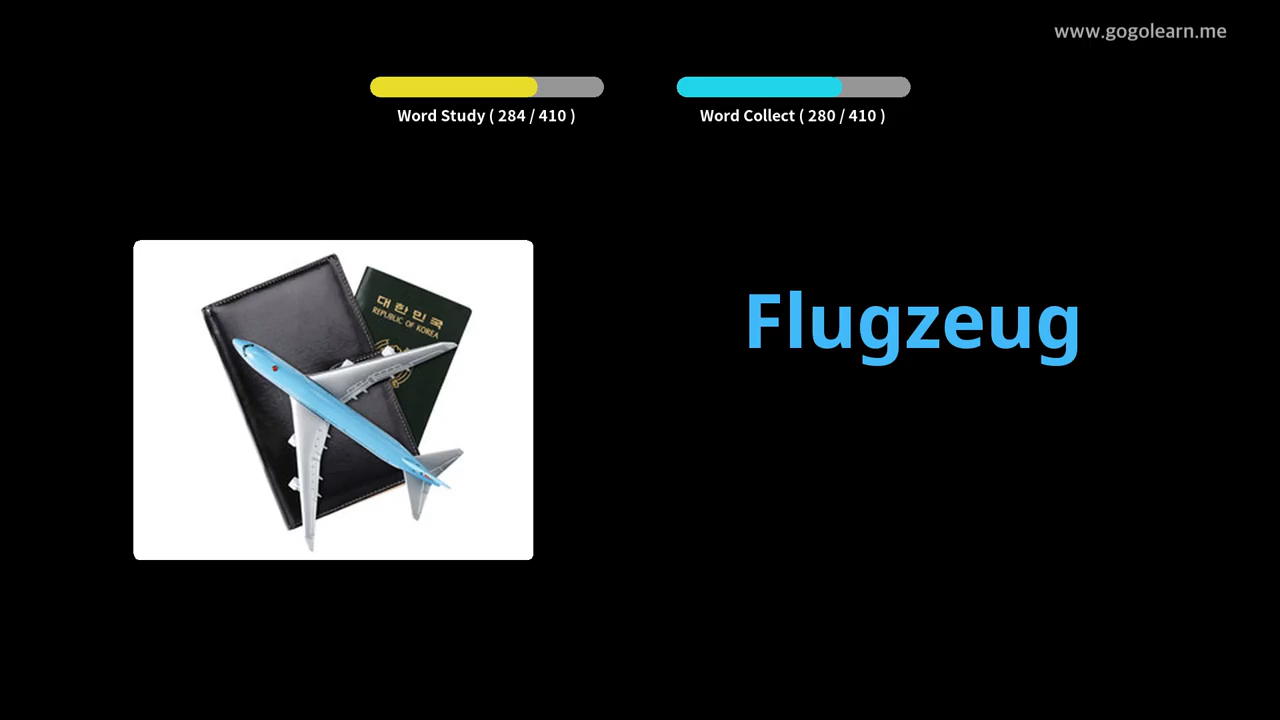 www.gogolearn.me
Word Study ( 284 / 410 )
Word Collect ( 280 / 410 )
대한민국
REPUBLIC OF KOREA
Flugzeug